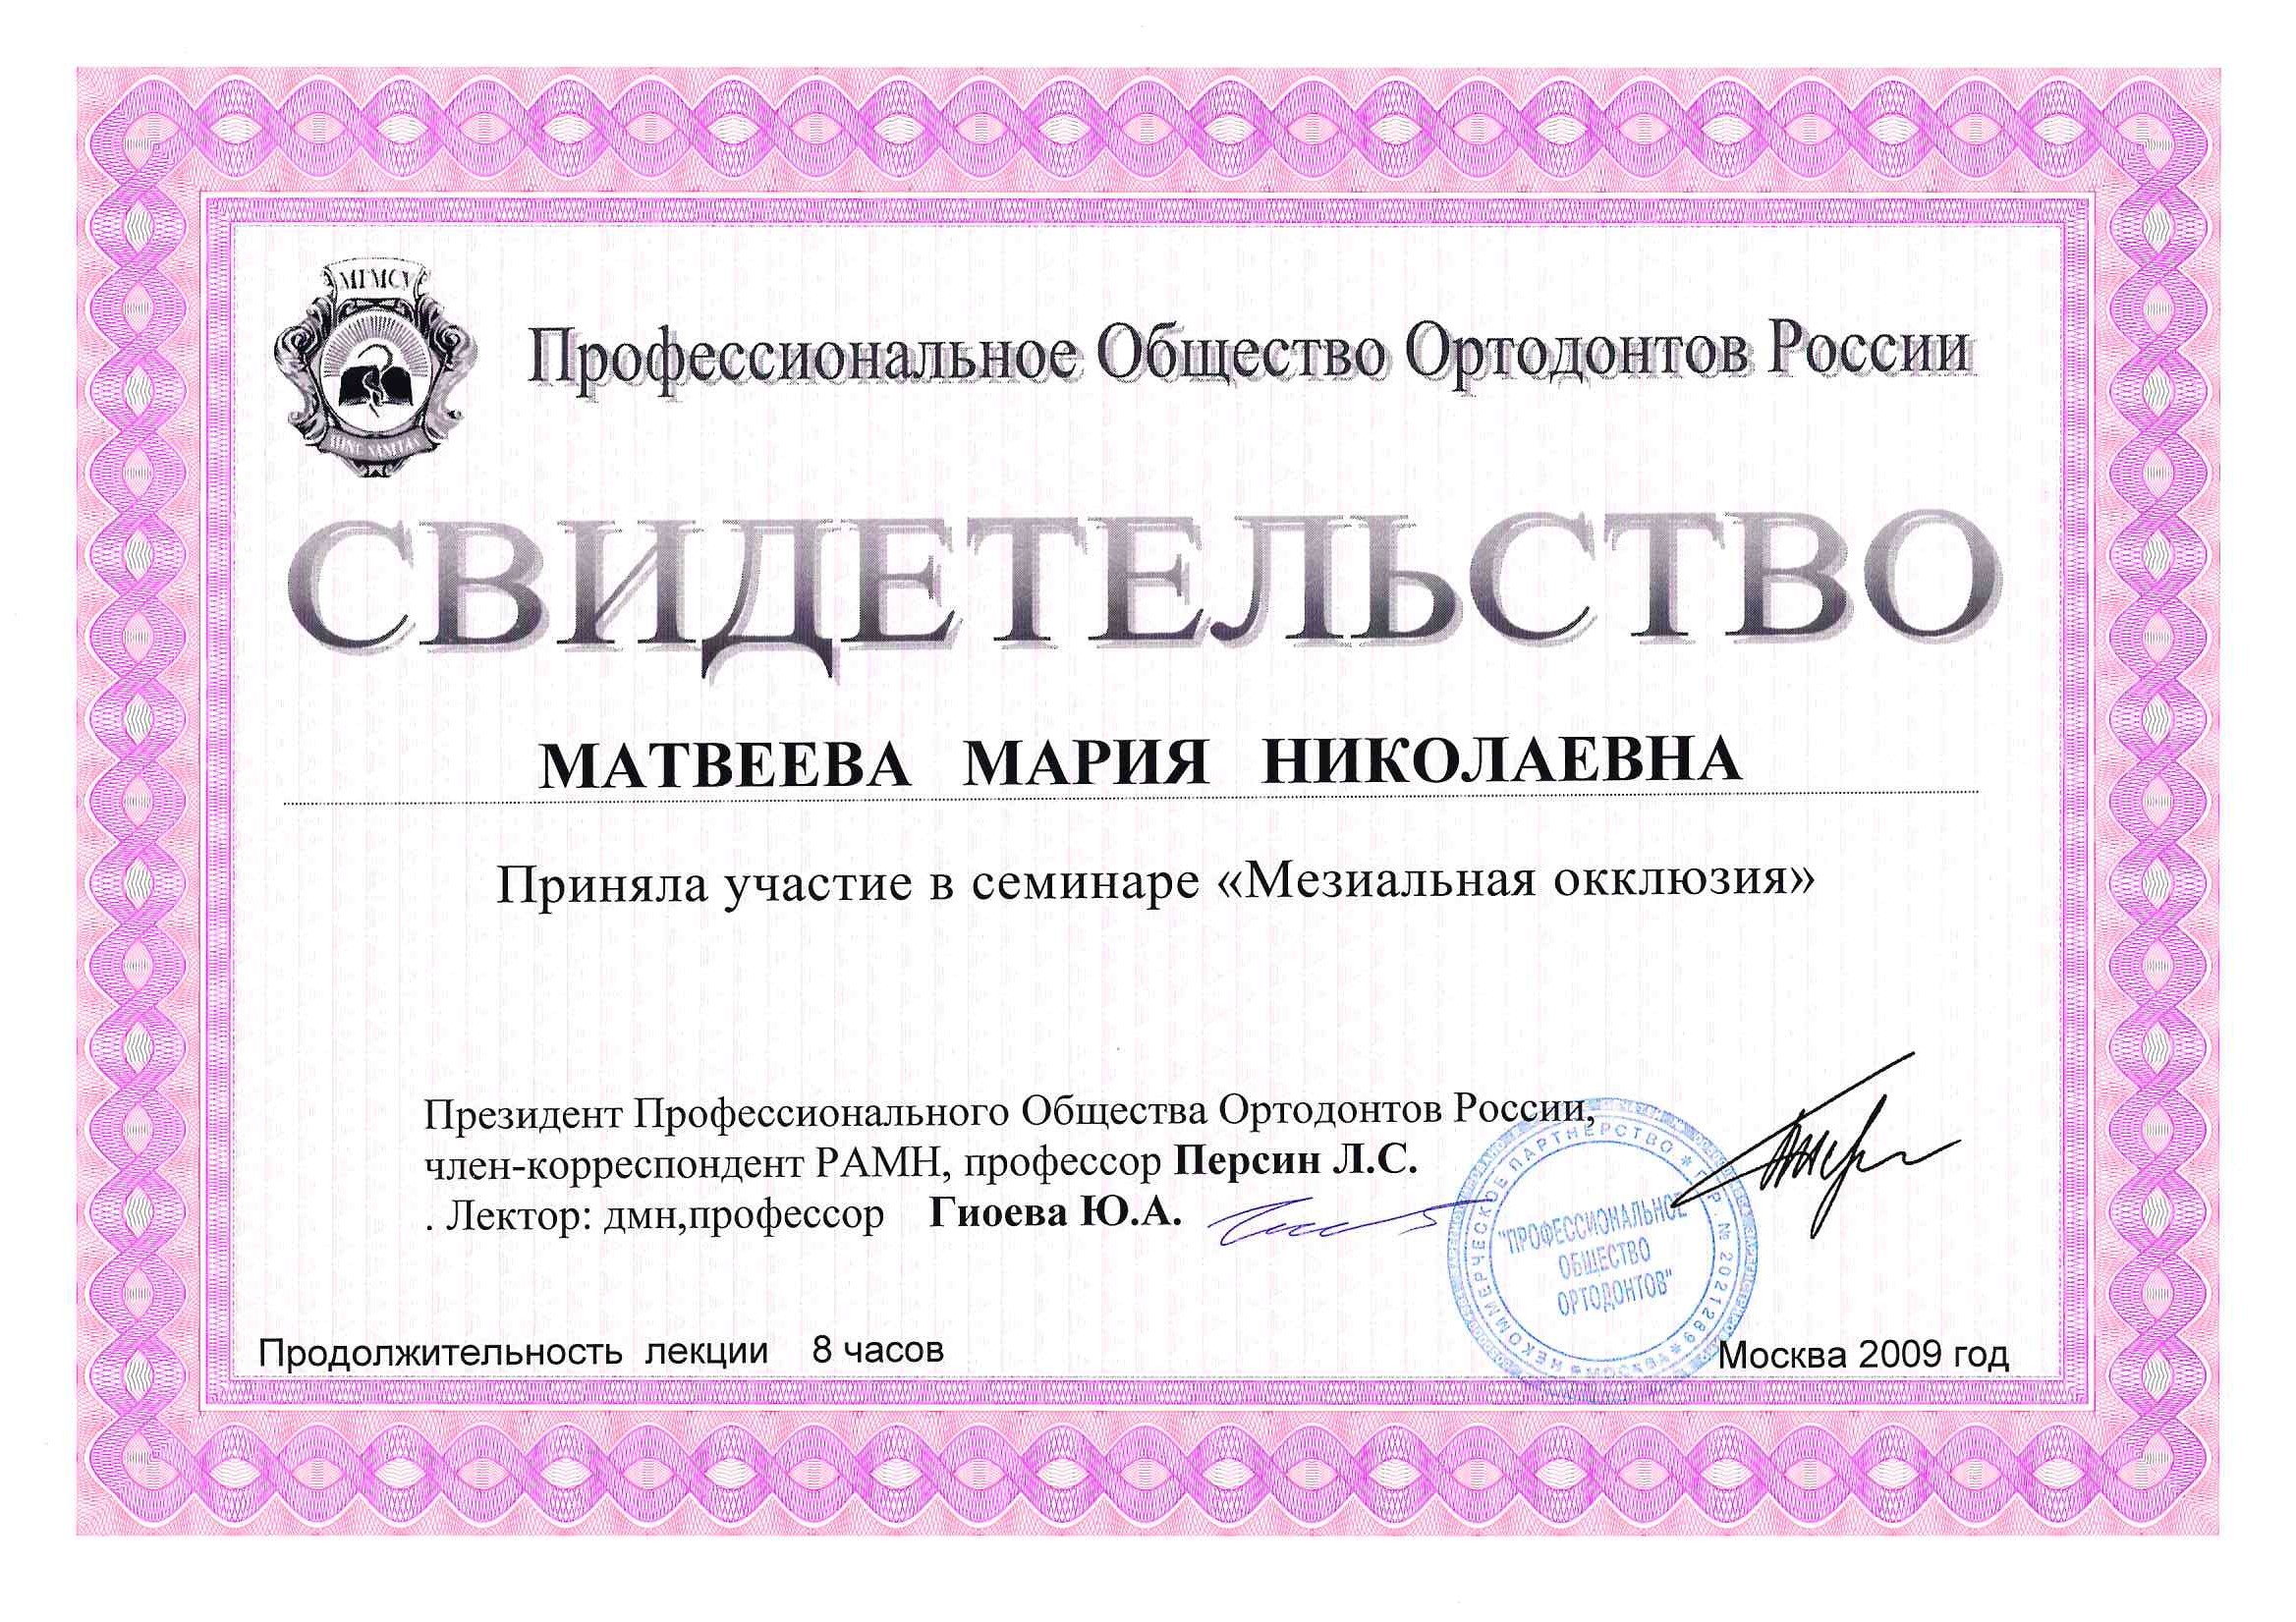 МГМСУ
Профессиональное Общество Ортодонтов России
СВИДЕТЕЛЬСТВО
МАТВЕЕВА МАРИЯ НИКОЛАЕВНА
Приняла участие в семинаре «Мезиальная окклюзия»
Президент Профессионального Общества Ортодонтов России,
член-корреспондент РАМН, профессор Персин Л.С.
. Лектор: дмн,профессор Гиоева Ю.А.
НЕКОММЕРЧЕСКОЕ ПАРТНЕРСТВО * Г.Р. № 2021289 * МОСКВА *
"ПРОФЕССИОНАЛЬНОЕ
ОБЩЕСТВО
ОРТОДОНТОВ"
Продолжительность лекции 8 часов
Москва 2009 год